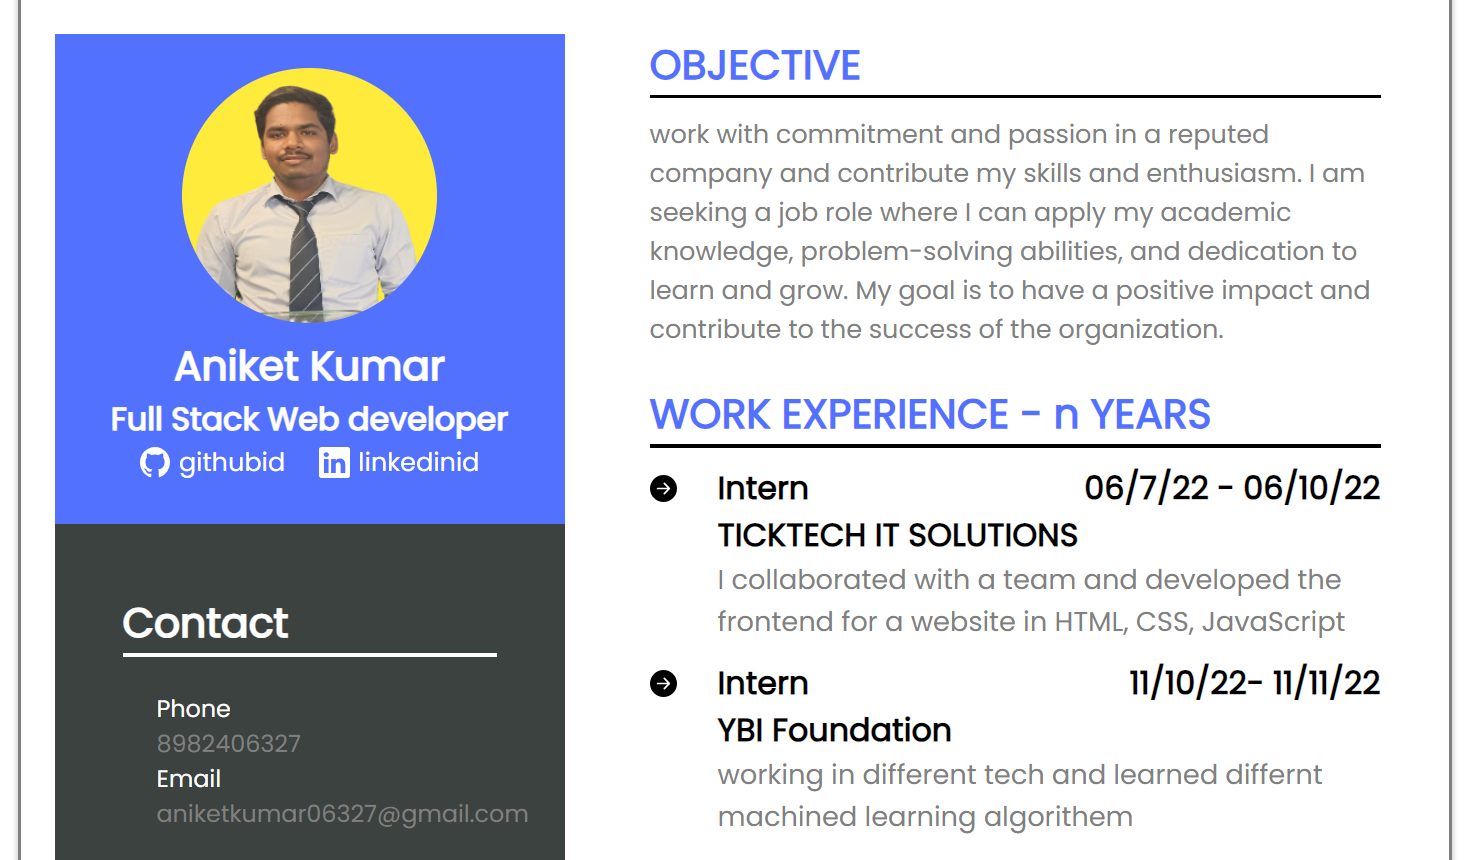 Aniket Kumar
Full Stack Web developer
githubid linkedinid
Contact
Phone
8982406327
Email
aniketkumar06327@gmail.com
OBJECTIVE
work with commitment and passion in a reputed
company and contribute my skills and enthusiasm. I am
seeking a job role where I can apply my academic
knowledge, problem-solving abilities, and dedication to
learn and grow. My goal is to have a positive impact and
contribute to the success of the organization.
WORK EXPERIENCE - n YEARS
Intern 06/7/22 - 06/10/22
TICKTECH IT SOLUTIONS
I collaborated with a team and developed the
frontend for a website in HTML, CSS, JavaScript
Intern 11/10/22- 11/11/22
YBI Foundation
working in different tech and learned differnt
machined learning algorithem